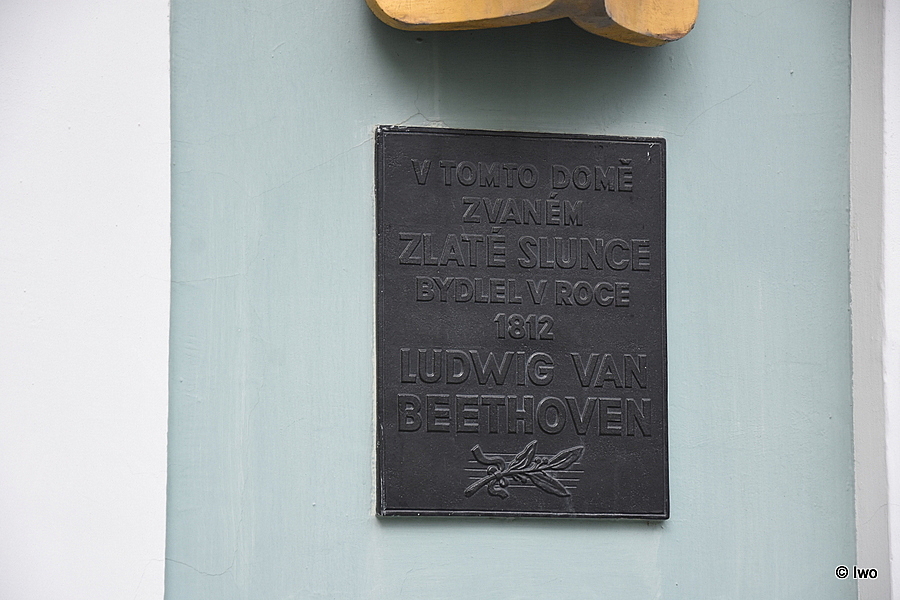 V TOMTO DOMĚ
ZVANÉM
ZLATÉ SLUNCE
BYDLEL V ROCE
1812
LUDWIG VAN
BEETHOVEN
© Iwo